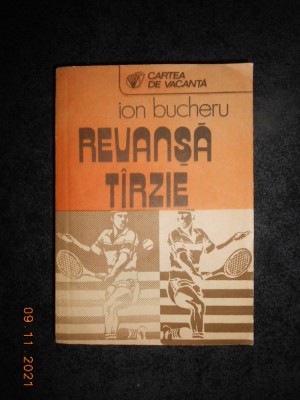 CARTEA
DE VACANȚĂ
ion bucheru
REVANȘĂ
TÎRZIE
09.11.2021